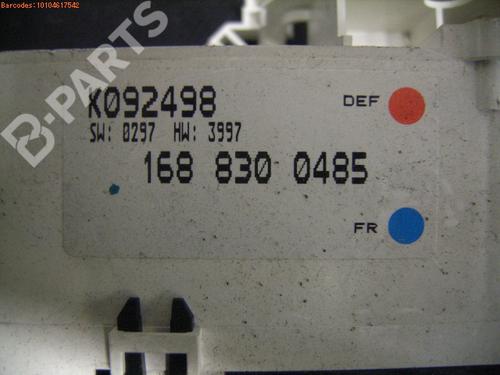 Barcodes:10104617542
B-PARTS
K092498
DEF
SW: 0297 HW: 3997
168 830 0485
FR